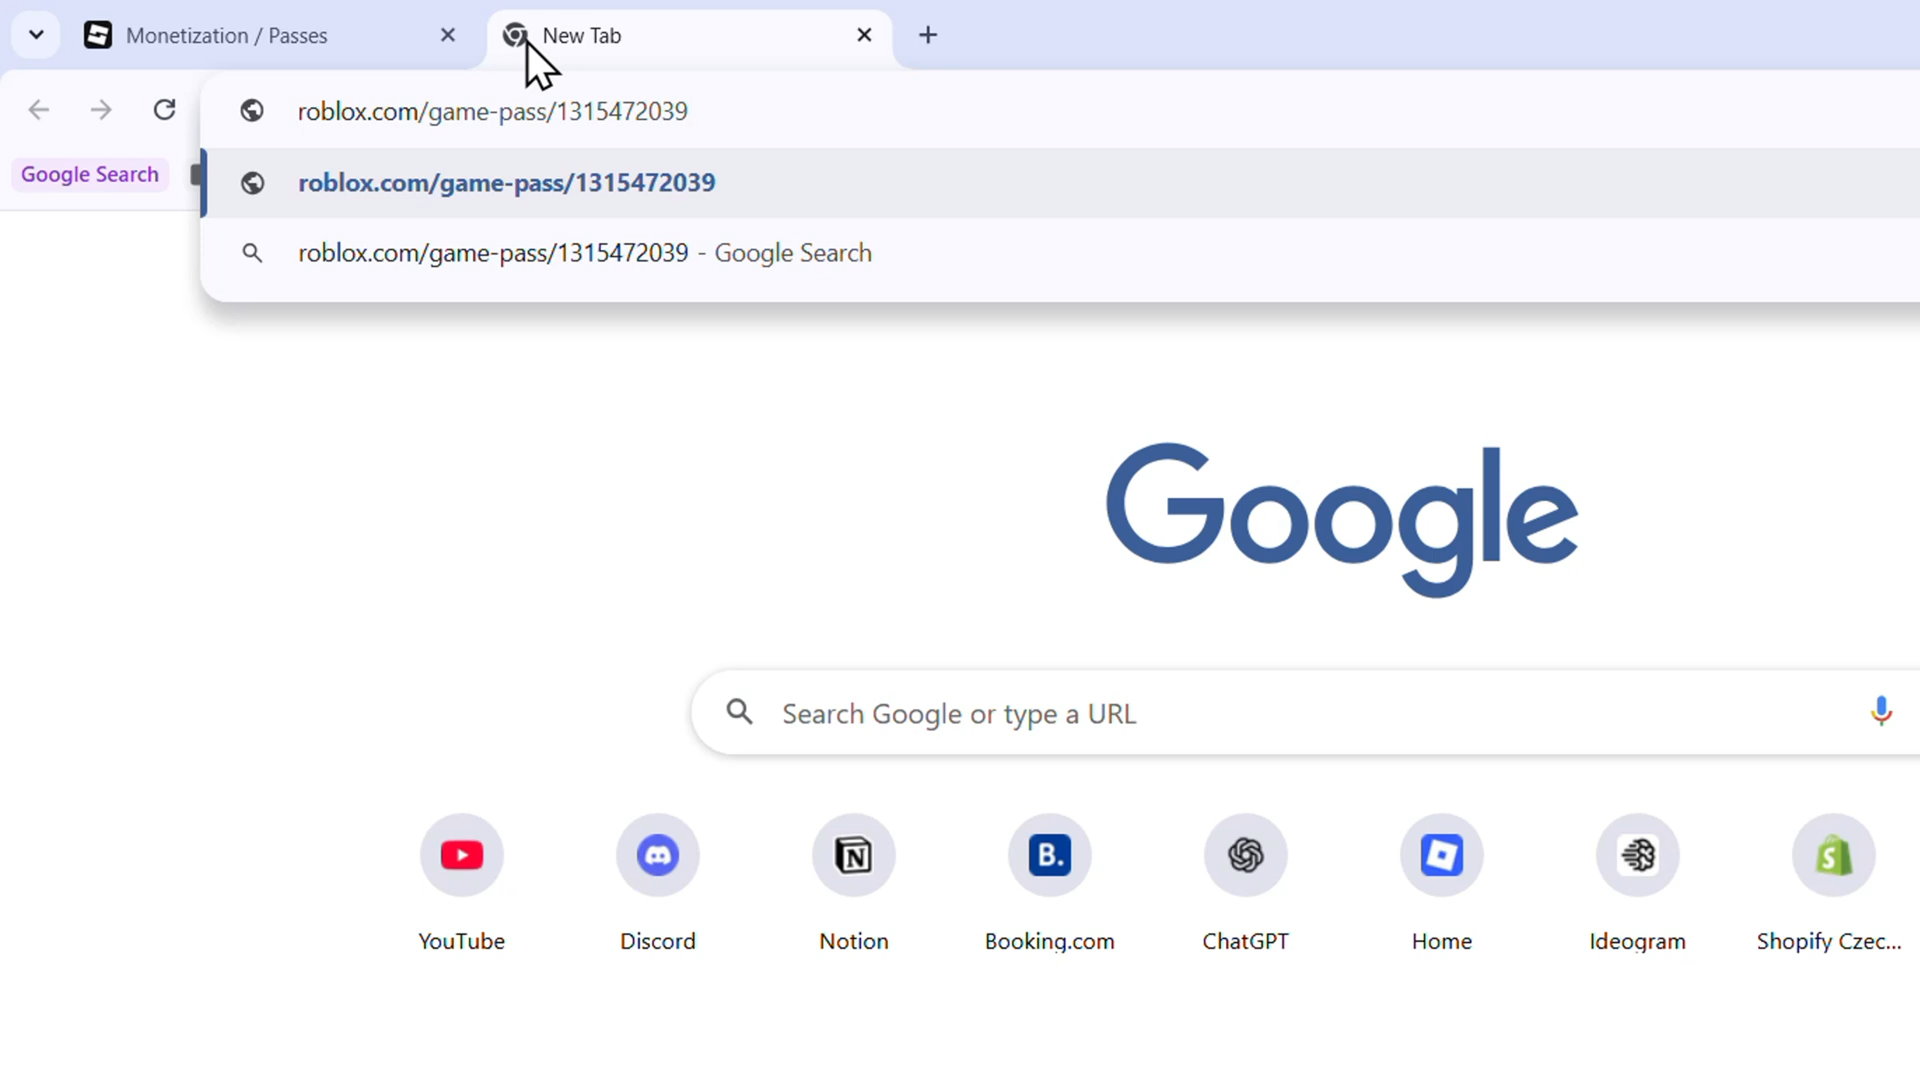 Monetization / Passes
New Tab
roblox.com/game-pass/1315472039
Google Search
roblox.com/game-pass/1315472039
roblox.com/game-pass/1315472039 - Google Search
Google
Search Google or type a URL
B.
YouTube
Discord
Notion
Booking.com
ChatGPT
Home
Ideogram
Shopify Czec...